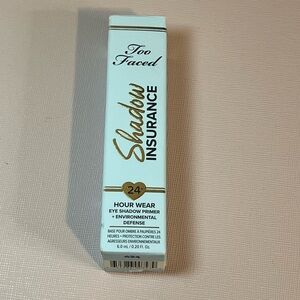 Too
Faced
Shadow
INSURANCE
24
HOUR WEAR
EYE SHADOW PRIMER
+ ENVIRONMENTAL
DEFENSE
BASE POUR OMBRE À PAUPIÈRES 24
HEURES + PROTECTION CONTRE LES
AGRESSEURS ENVIRONNEMENTAUX
6.0 mL / 0.20 Fl. Oz.